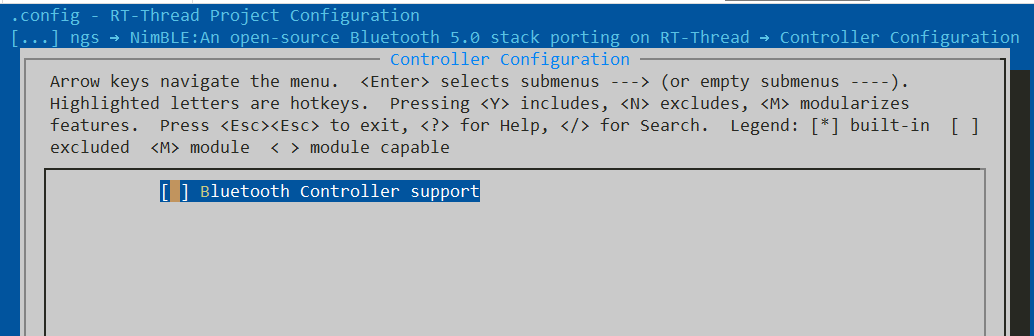 .config - RT-Thread Project Configuration
[...] ngs → NimBLE:An open-source Bluetooth 5.0 stack porting on RT-Thread → Controller Configuration
Controller Configuration
Arrow keys navigate the menu.  <Enter> selects submenus ---> (or empty submenus ----).
Highlighted letters are hotkeys.  Pressing <Y> includes, <N> excludes, <M> modularizes
features.  Press <Esc><Esc> to exit, <?> for Help, </> for Search.  Legend: [*] built-in  [ ]
excluded  <M> module  < > module capable
[ ] Bluetooth Controller support